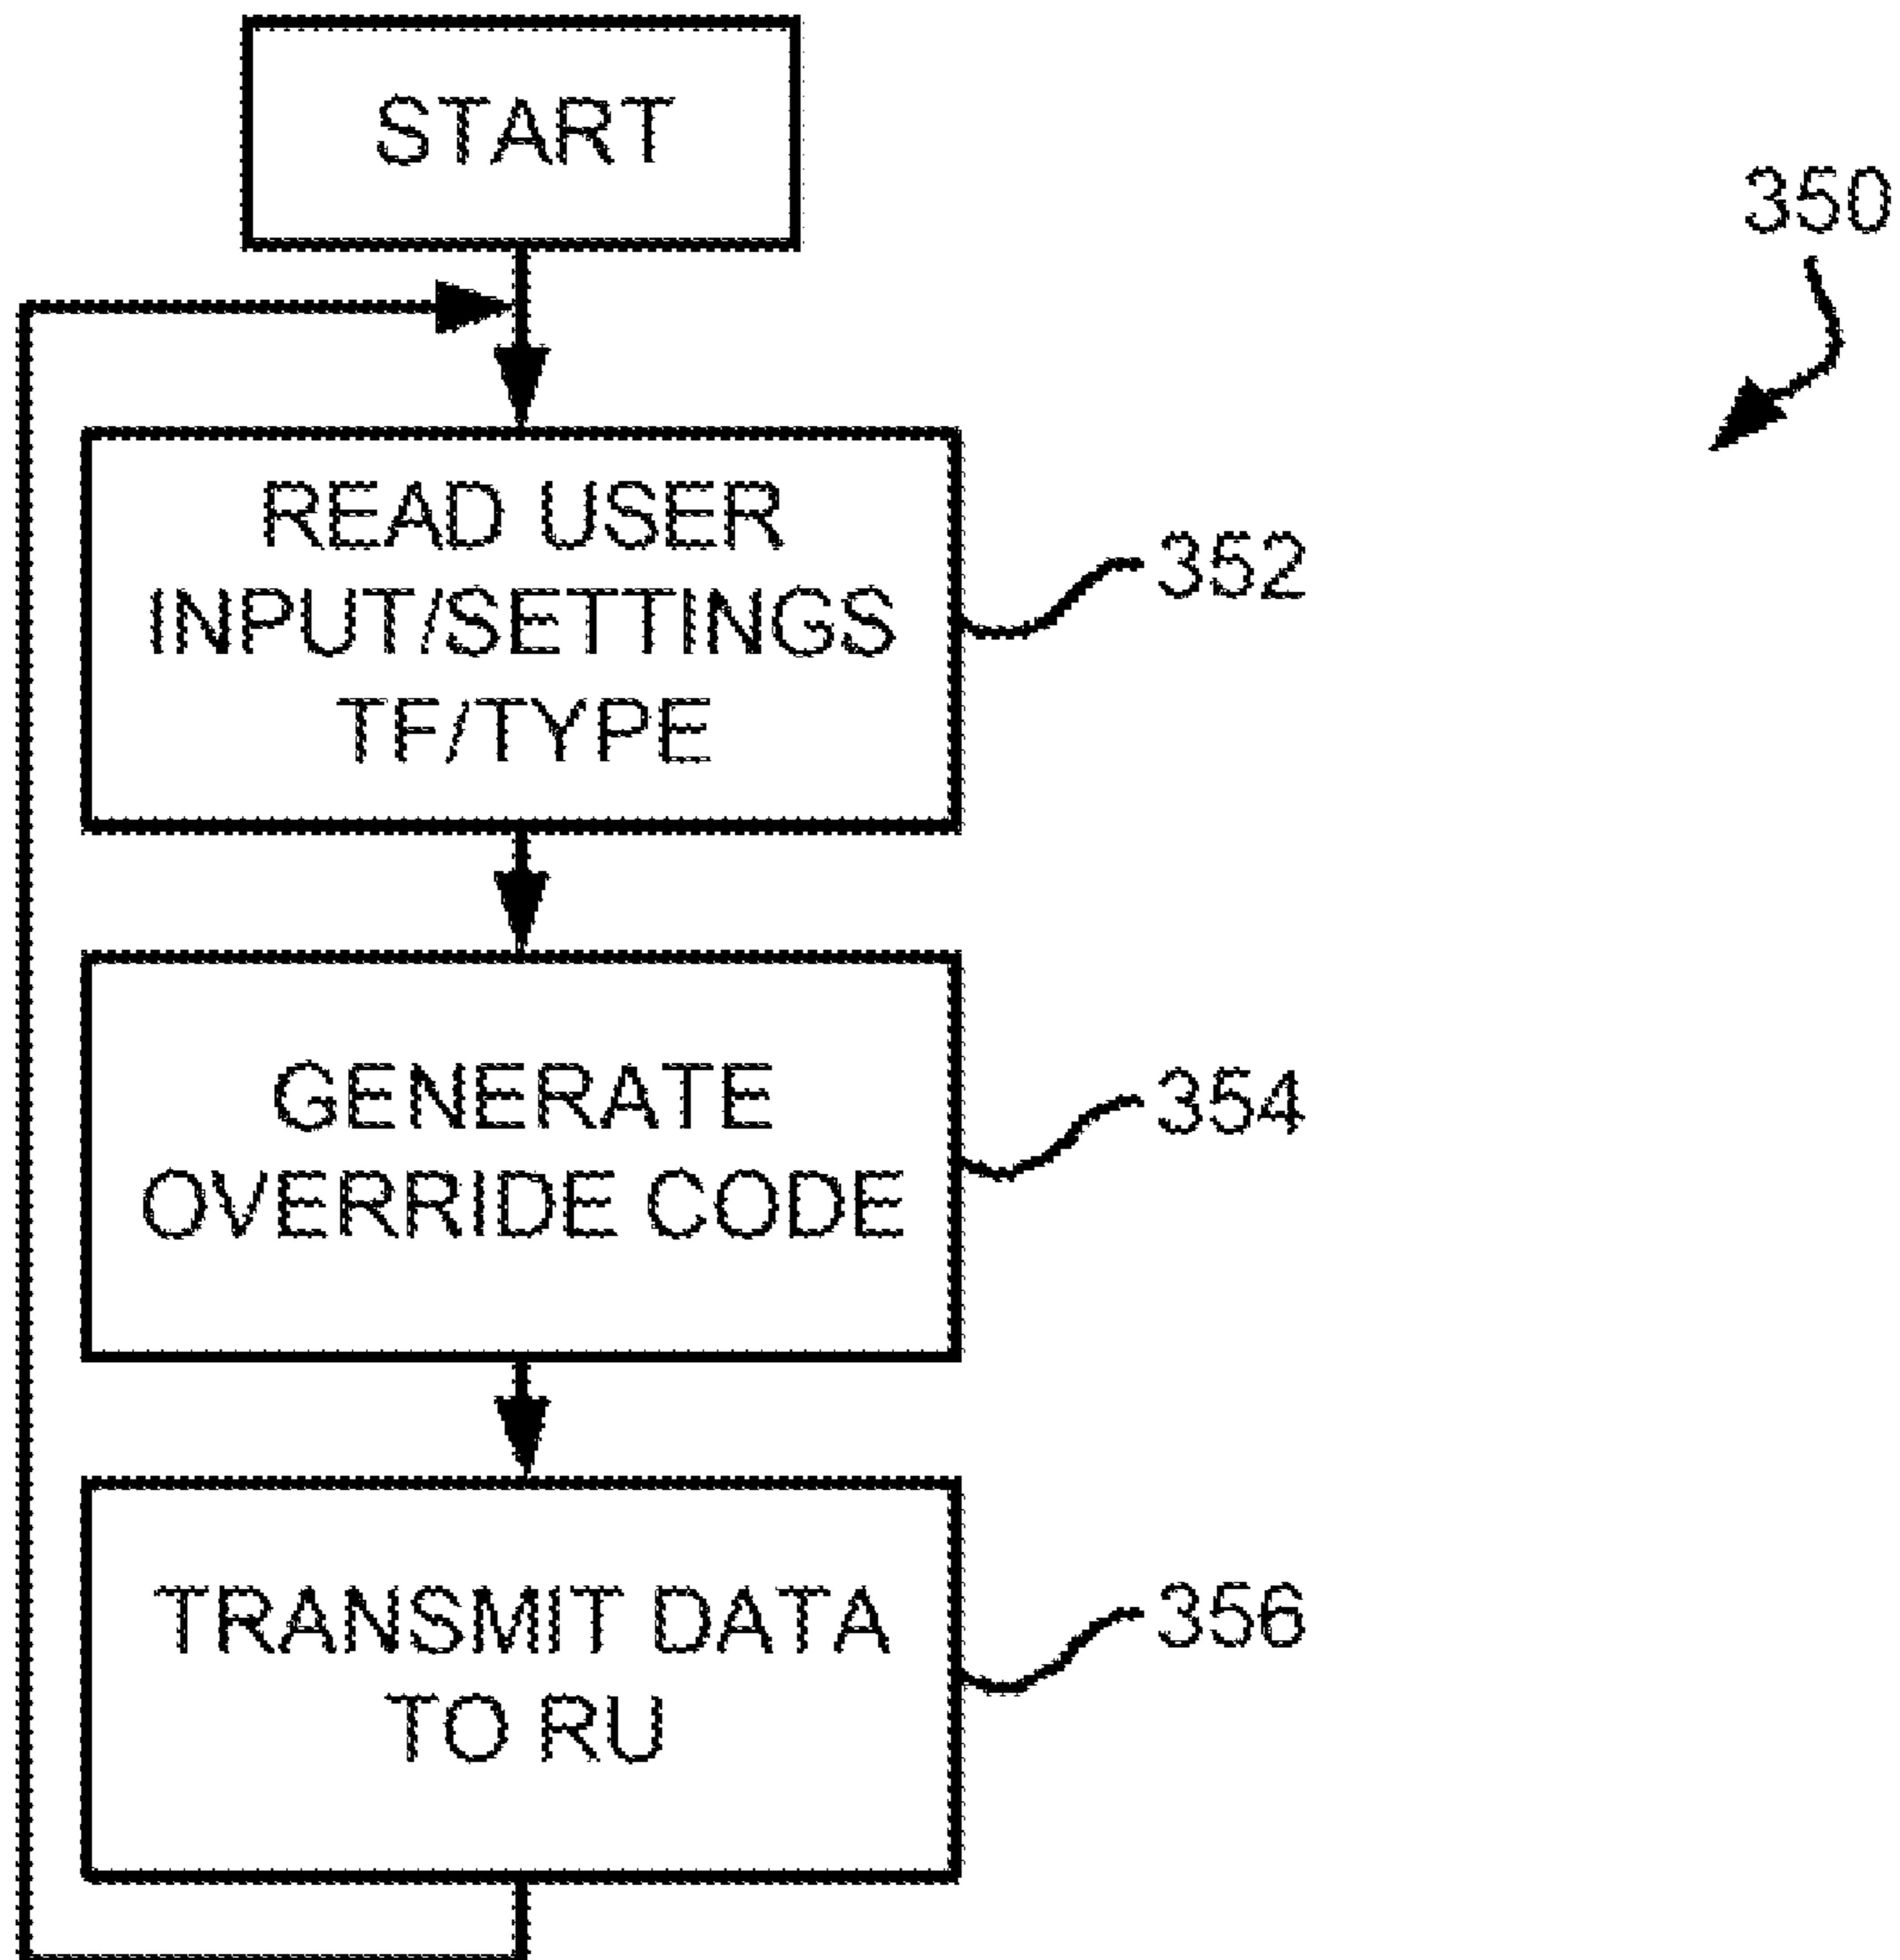 START
350
READ USER
INPUT/SETTINGS
TF/TYPE
352
GENERATE
OVERRIDE CODE
354
TRANSMIT DATA
TO RU
356